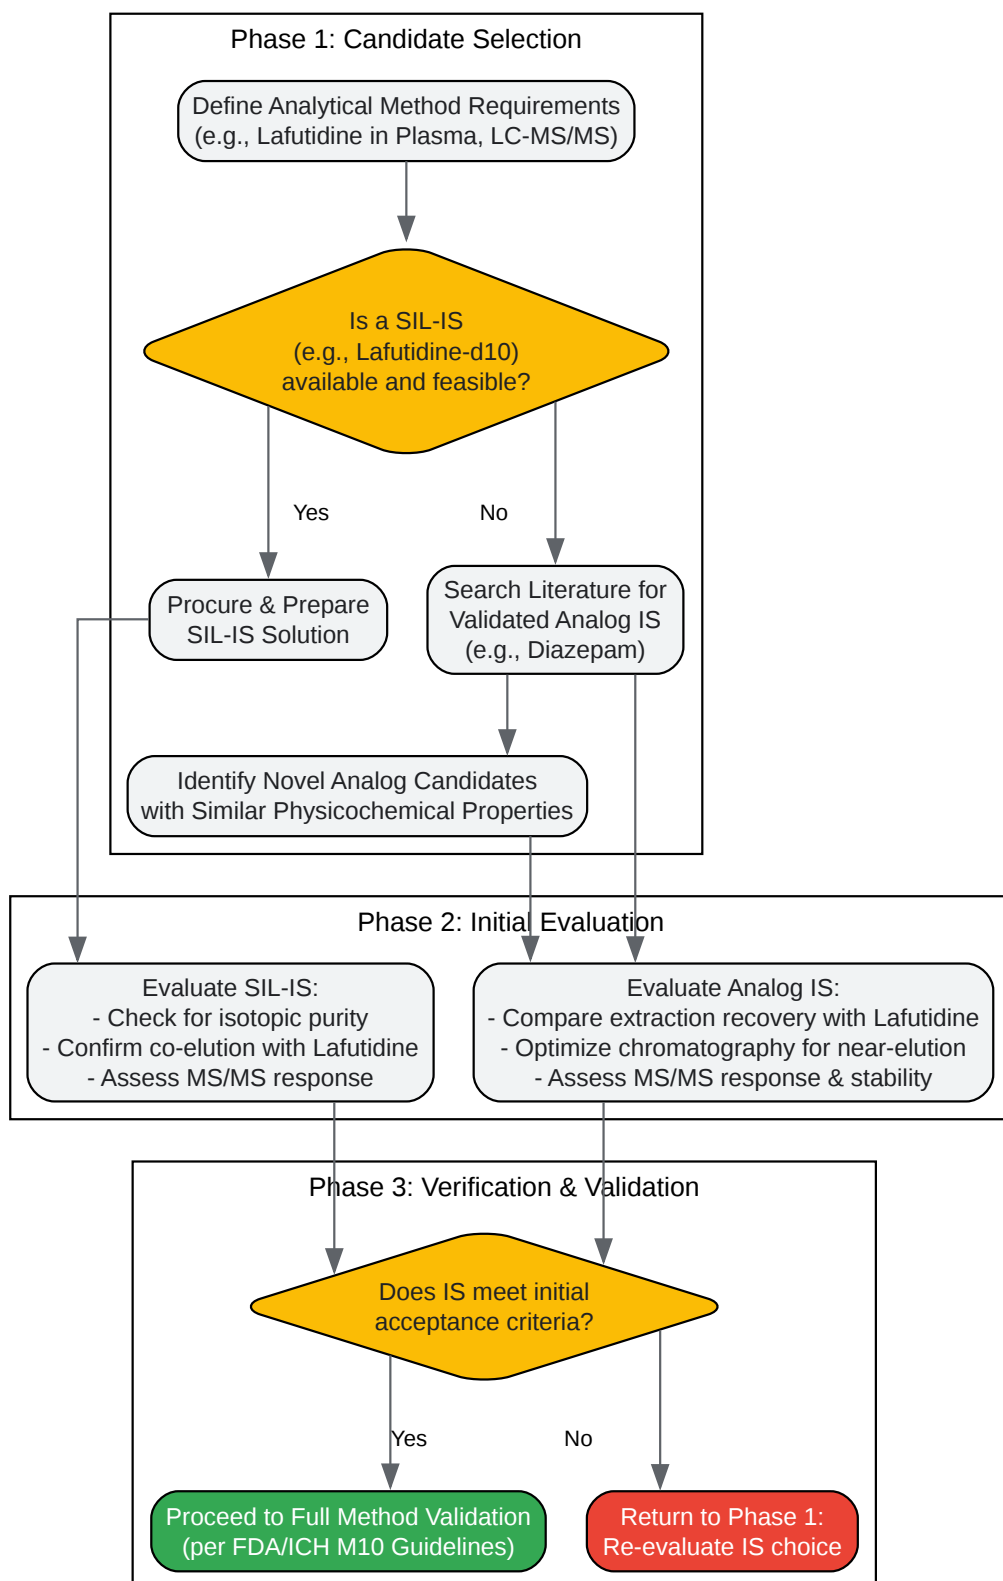 Phase 1: Candidate Selection
Define Analytical Method Requirements
(e.g., Lafutidine in Plasma, LC-MS/MS)
Is a SIL-IS
(e.g., Lafutidine-d10)
available and feasible?
Yes
No
Procure & Prepare
SIL-IS Solution
Search Literature for
Validated Analog IS
(e.g., Diazepam)
Identify Novel Analog Candidates
with Similar Physicochemical Properties
Phase 2: Initial Evaluation
Evaluate SIL-IS:
- Check for isotopic purity
- Confirm co-elution with Lafutidine
- Assess MS/MS response
Evaluate Analog IS:
- Compare extraction recovery with Lafutidine
- Optimize chromatography for near-elution
- Assess MS/MS response & stability
Phase 3: Verification & Validation
Does IS meet initial
acceptance criteria?
Yes
No
Proceed to Full Method Validation
(per FDA/ICH M10 Guidelines)
Return to Phase 1:
Re-evaluate IS choice